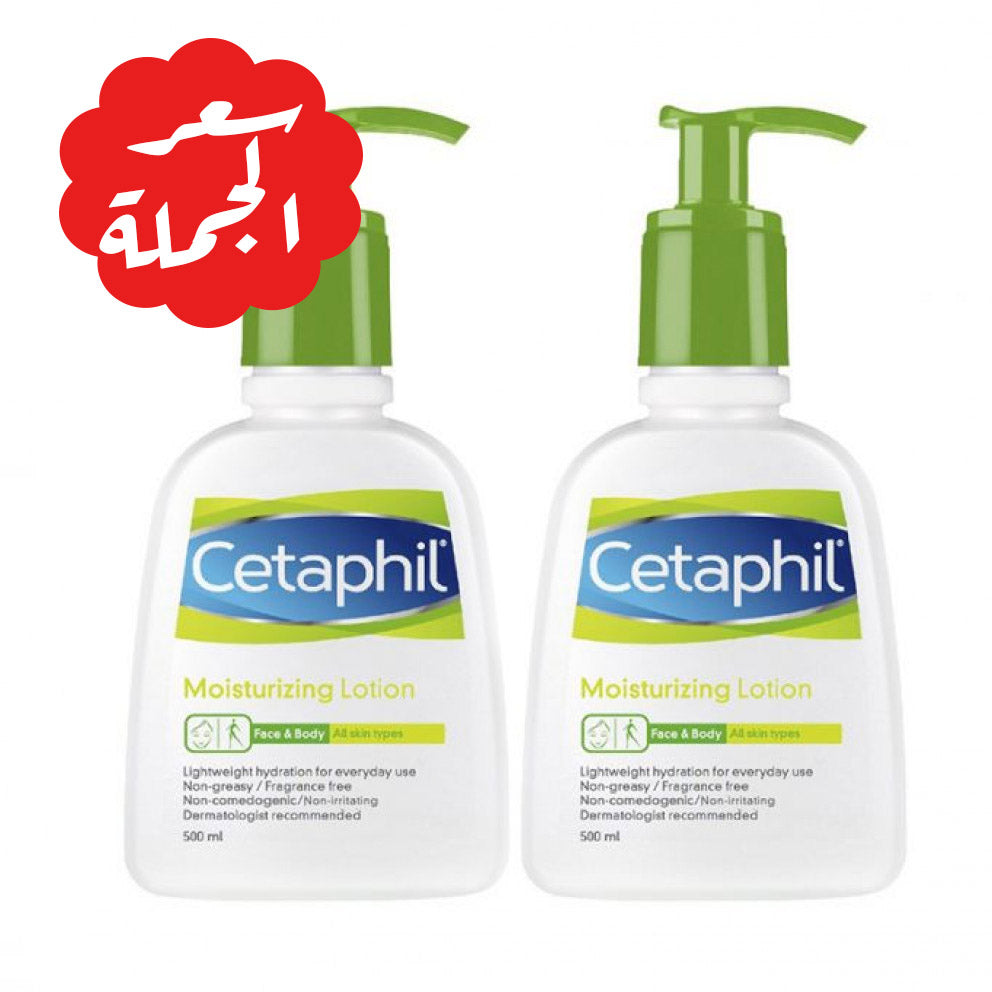 سعر
الجملة
Cetaphil®
Moisturizing Lotion
Face & Body All skin types
Lightweight hydration for everyday use
Non-greasy / Fragrance free
Non-comedogenic/Non-irritating
Dermatologist recommended
500 ml
Cetaphil®
Moisturizing Lotion
Face & Body All skin types
Lightweight hydration for everyday use
Non-greasy / Fragrance free
Non-comedogenic/Non-irritating
Dermatologist recommended
500 ml